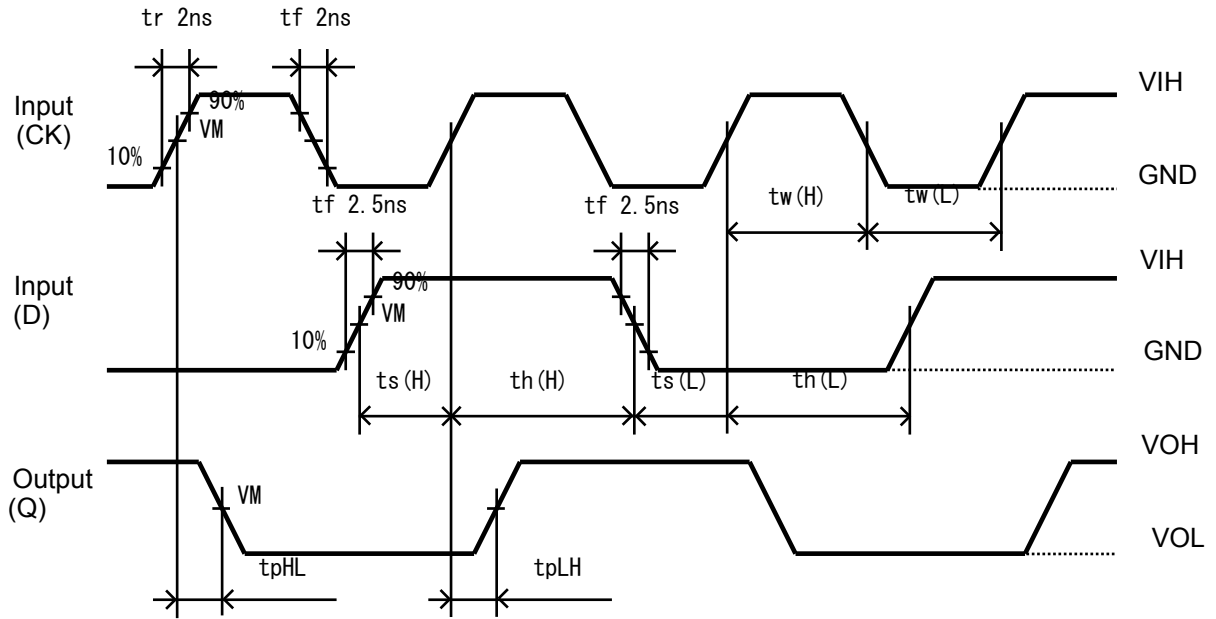 tr 2ns
tf 2ns
Input
(CK)
90%
VM
10%
VIH
GND
tf 2.5ns
tf 2.5ns
tw(H)
tw(L)
Input
(D)
90%
VM
10%
VIH
GND
ts(H)
th(H)
ts(L)
th(L)
Output
(Q)
VM
VOH
VOL
tpHL
tpLH